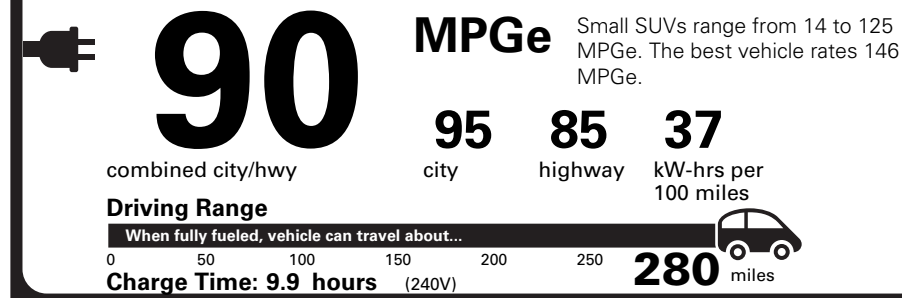 90
MPGe
Small SUVs range from 14 to 125
MPGe. The best vehicle rates 146
MPGe.
95 85 37
combined city/hwy city highway kW-hrs per
100 miles
Driving Range
When fully fueled, vehicle can travel about...
0 50 100 150 200 250 280 miles
Charge Time: 9.9 hours (240V)